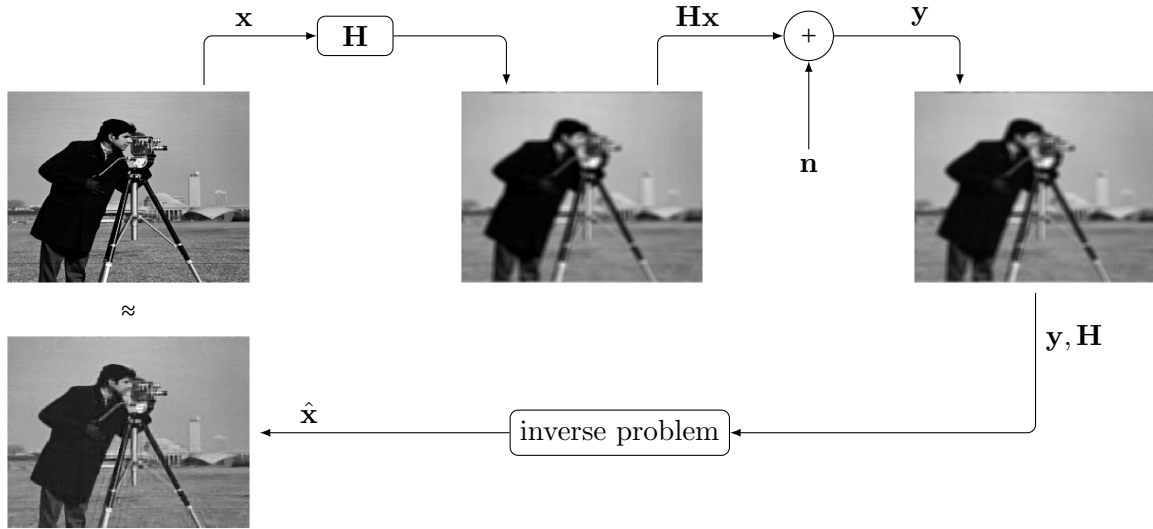 x
H
Hx
+
y
n
≈
y, H
x̂
inverse problem